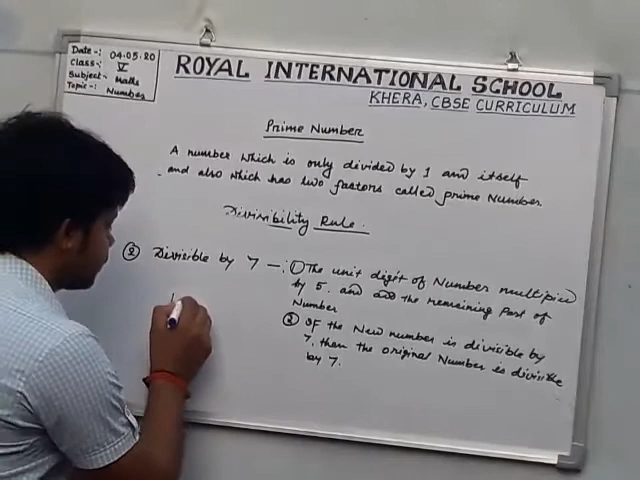 Date -: 04.05.20
Class -: V
Subject -: Maths
Topic -: Number
ROYAL INTERNATIONAL SCHOOL
KHERA, CBSE CURRICULUM
Prime Number
A number which is only divided by 1 and itself
and also which has two factors called prime Number.
Divisibility Rule.
② Divisible by 7 —: ① The unit digit of Number multipied
by 5. and add the remaining Part of
Number
② If the New number is divisible by
7, then the original Number is divisible
by 7.